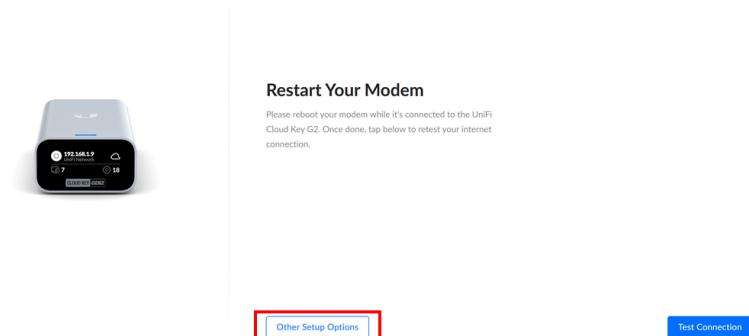 Restart Your Modem
Please reboot your modem while it's connected to the UniFi
Cloud Key G2. Once done, tap below to retest your internet
connection.
192.168.1.9
UniFi Network
7
18
CLOUD KEY GEN2
Other Setup Options
Test Connection